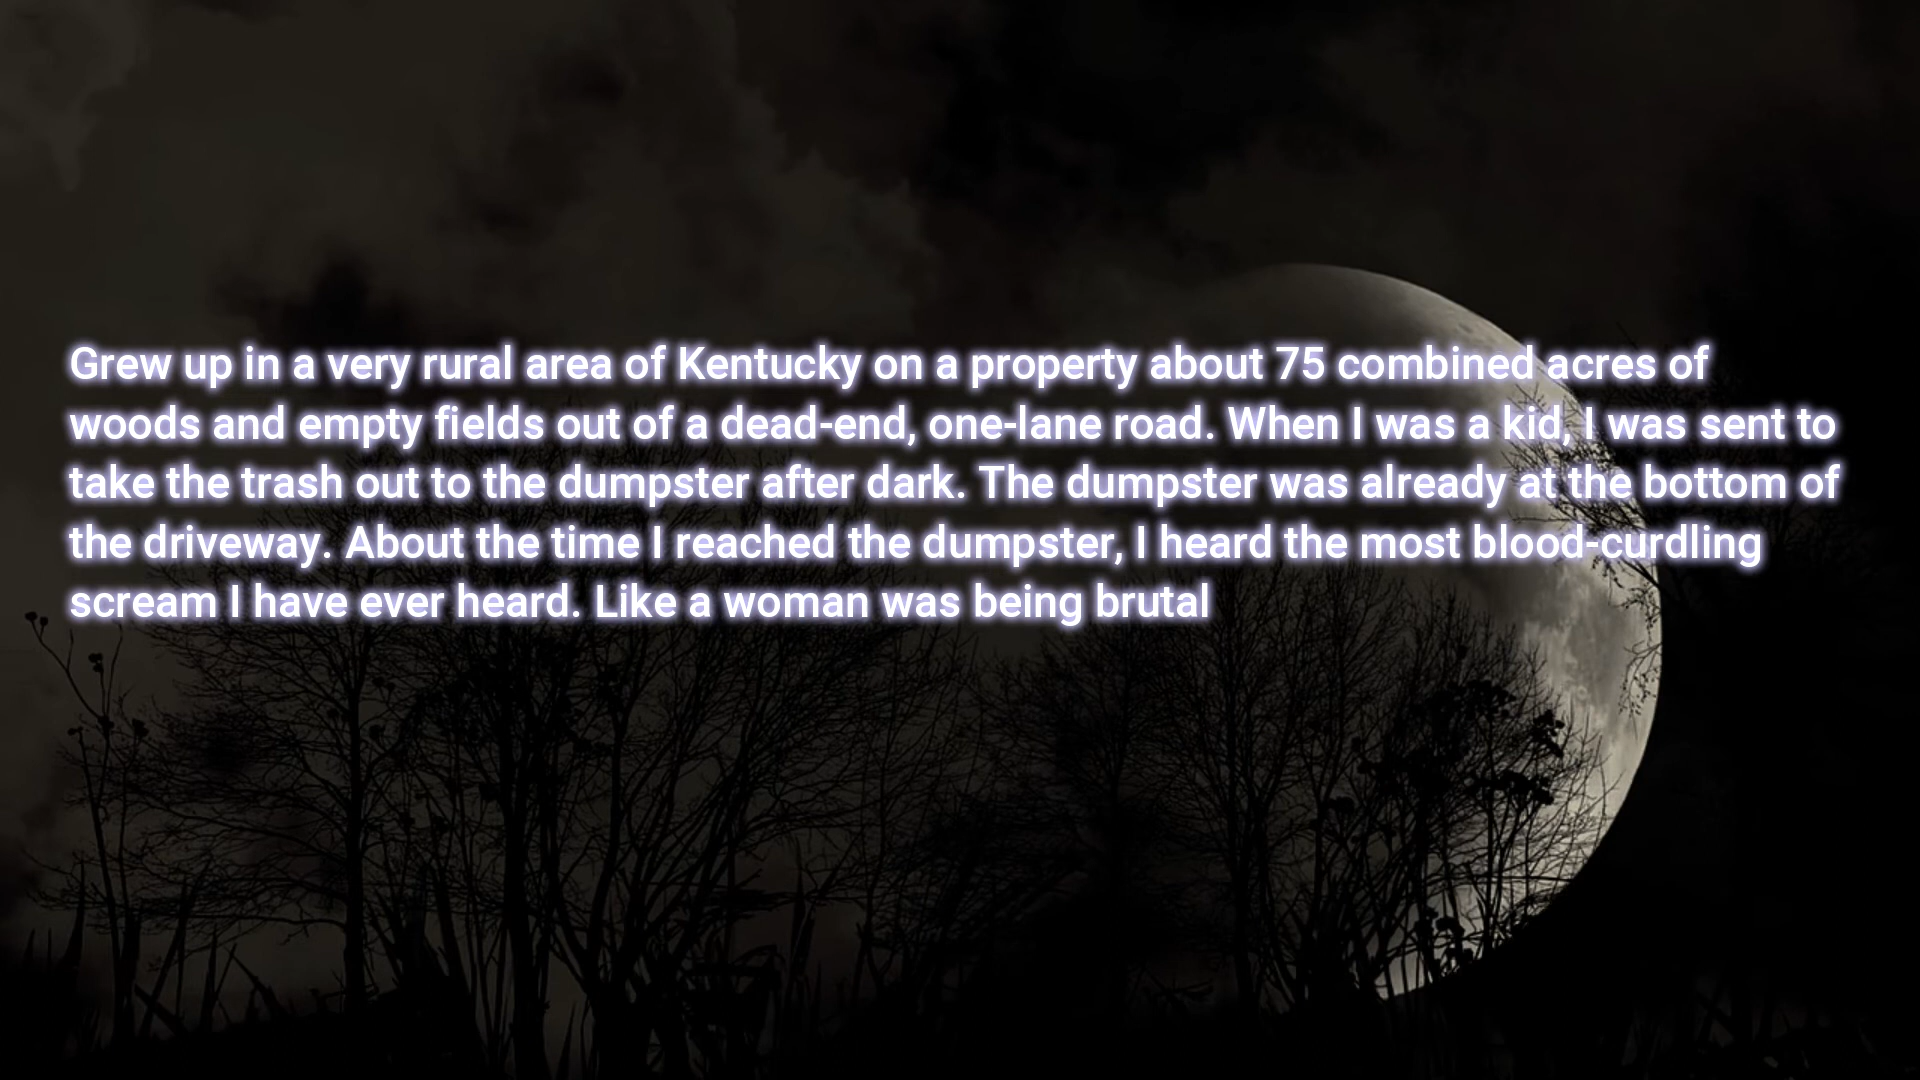 Grew up in a very rural area of Kentucky on a property about 75 combined acres of
woods and empty fields out of a dead-end, one-lane road. When I was a kid, I was sent to
take the trash out to the dumpster after dark. The dumpster was already at the bottom of
the driveway. About the time I reached the dumpster, I heard the most blood-curdling
scream I have ever heard. Like a woman was being brutal